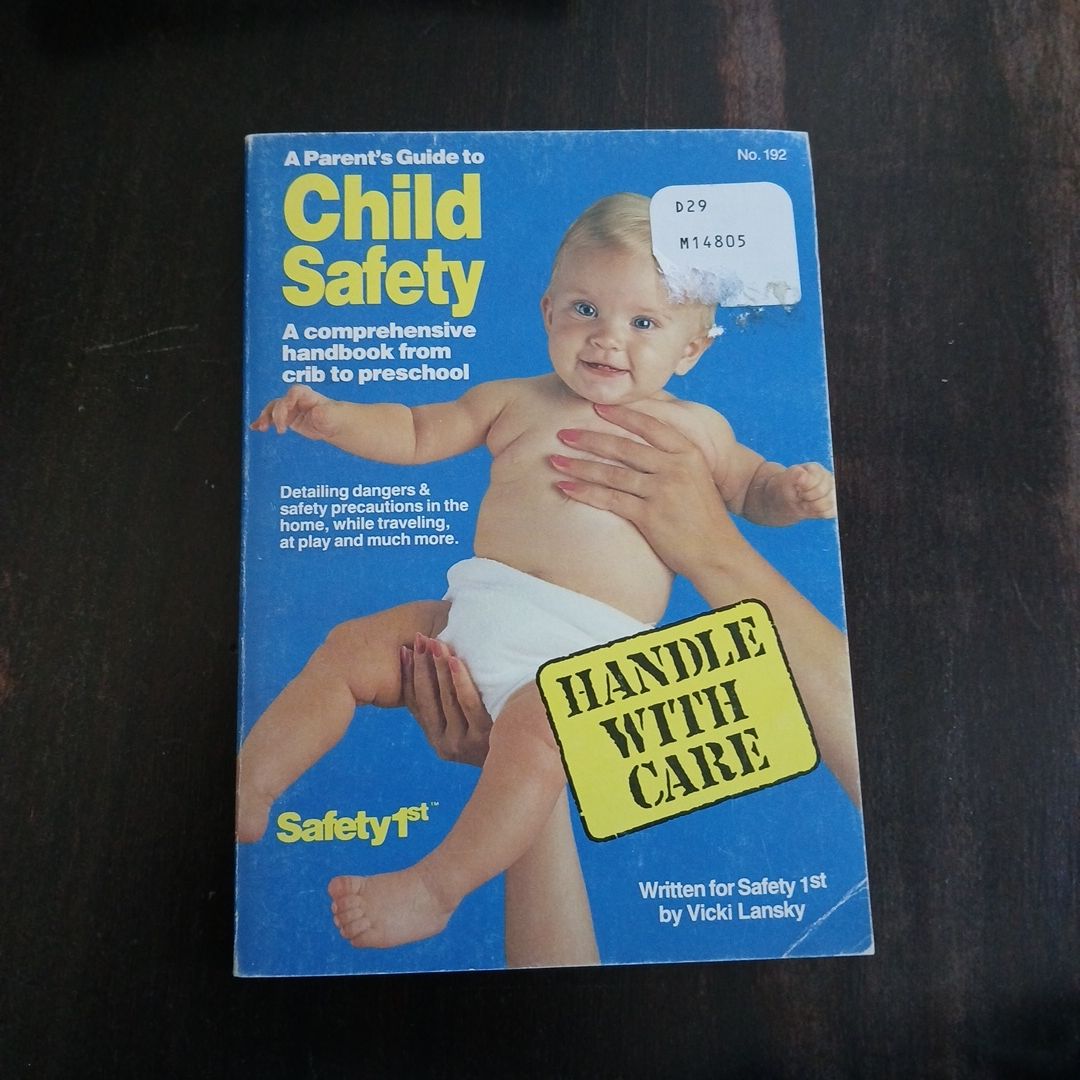 A Parent's Guide to
Child
Safety
A comprehensive
handbook from
crib to preschool
No. 192
D29
M14805
Detailing dangers &
safety precautions in the
home, while traveling,
at play and much more.
HANDLE
WITH
CARE
Safety 1st™
Written for Safety 1st
by Vicki Lansky